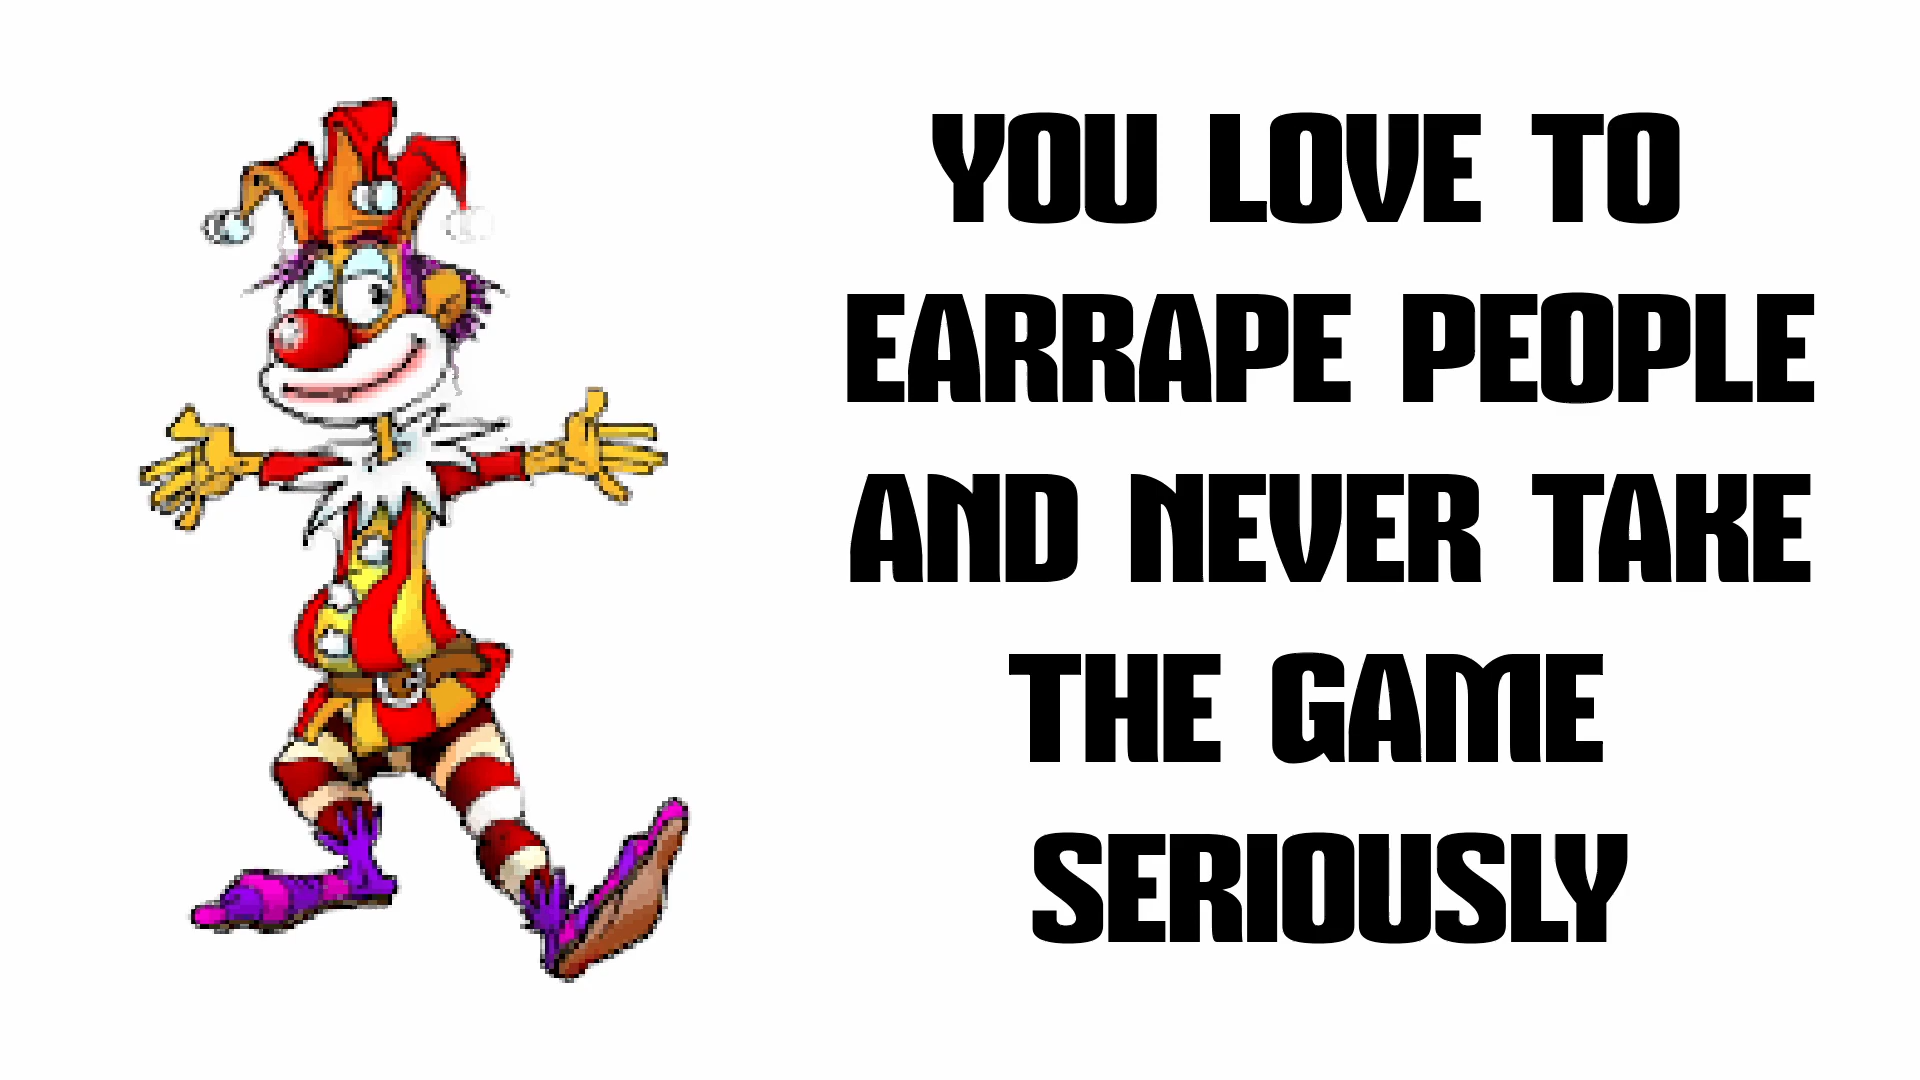 YOU LOVE TO
EARRAPE PEOPLE
AND NEVER TAKE
THE GAME
SERIOUSLY